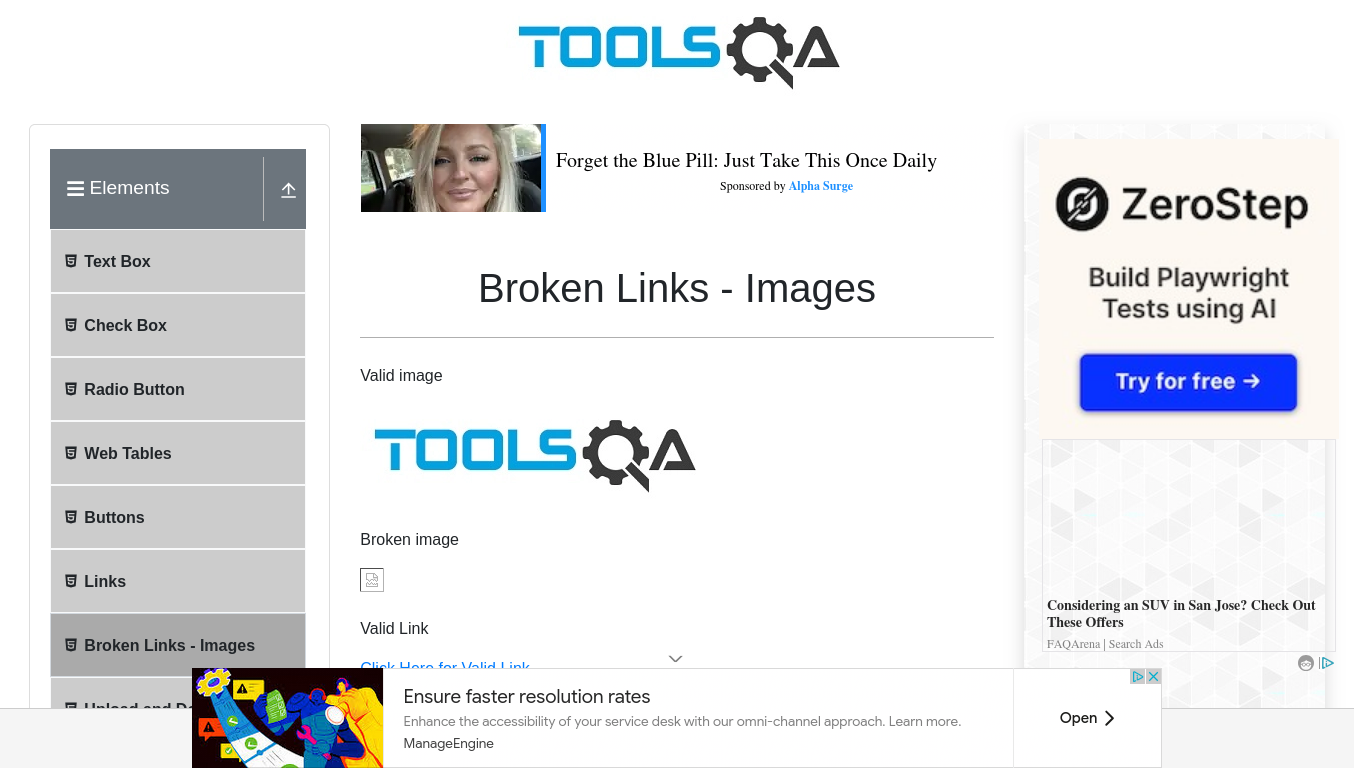 TOOLSQA
Elements
Text Box
Check Box
Radio Button
Web Tables
Buttons
Links
Broken Links - Images
Forget the Blue Pill: Just Take This Once Daily
Sponsored by Alpha Surge
Broken Links - Images
Valid image
TOOLSQA
Broken image
Valid Link
Click Here for Valid Link
ZeroStep
Build Playwright
Tests using AI
Try for free →
Considering an SUV in San Jose? Check Out
These Offers
FAQArena | Search Ads
Ensure faster resolution rates
Enhance the accessibility of your service desk with our omni-channel approach. Learn more.
ManageEngine
Open